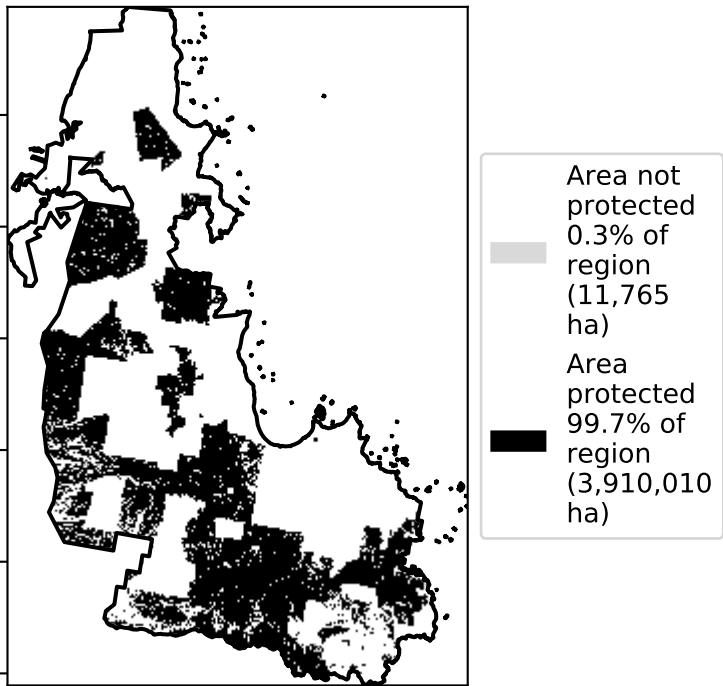 Area not
protected
0.3% of
region
(11,765
ha)
Area
protected
99.7% of
region
(3,910,010
ha)